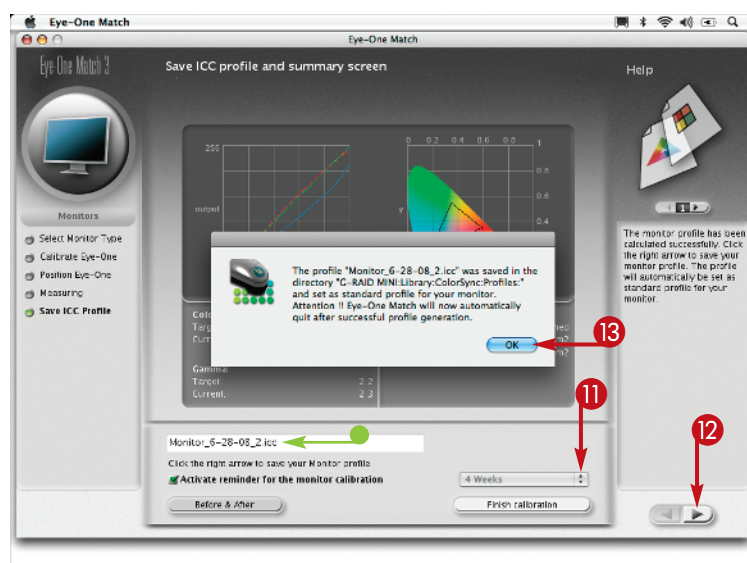 Eye-One Match
Eye-One Match
Eye-One Match 3
Save ICC profile and summary screen
Help
255
output
0 0.2 0.4 0.6 0.8
1
0.8
y
0.6
0.4
Monitors
Select Monitor Type
Calibrate Eye-One
Position Eye-One
Measuring
Save ICC Profile
1
The monitor profile has been
calculated successfully. Click
the right arrow to save your
monitor profile. The profile
will automatically be set as
standard profile for your
monitor.
The profile "Monitor_6-28-08_2.icc" was saved in the
directory "G-RAID MINI:Library:ColorSync:Profiles:"
and set as standard profile for your monitor.
Attention !! Eye-One Match will now automatically
quit after successful profile generation.
OK
13
Gamma:
Target: 2.2
Current: 2.3
11
12
Monitor_6-28-08_2.icc
Click the right arrow to save your Monitor profile
Activate reminder for the monitor calibration
4 Weeks
Before & After
Finish calibration